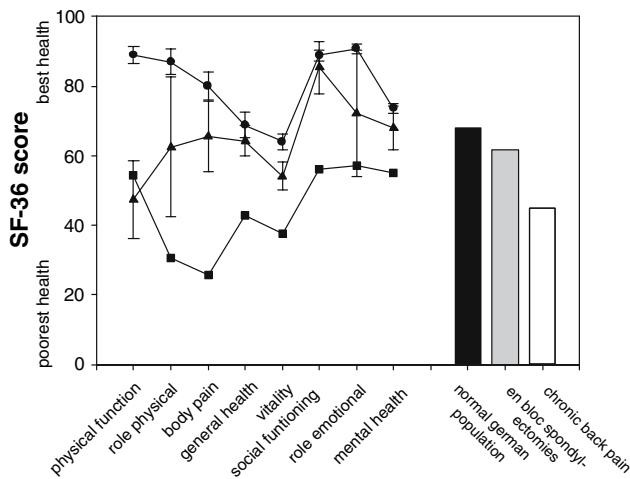 SF-36 score
best health
poorest health
100
80
60
40
20
0
physical function
role physical
body pain
general health
vitality
social funtioning
role emotional
mental health
normal german
population
en bloc spondyl-
ectomies
chronic back pain